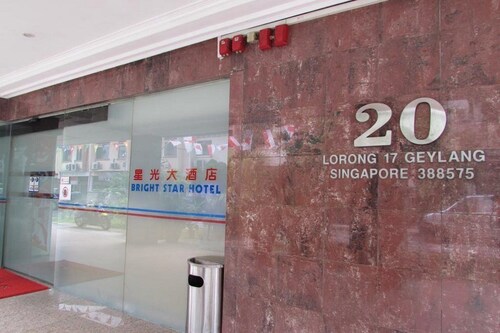 星光大酒店
BRIGHT STAR HOTEL
20
LORONG 17 GEYLANG
SINGAPORE 388575